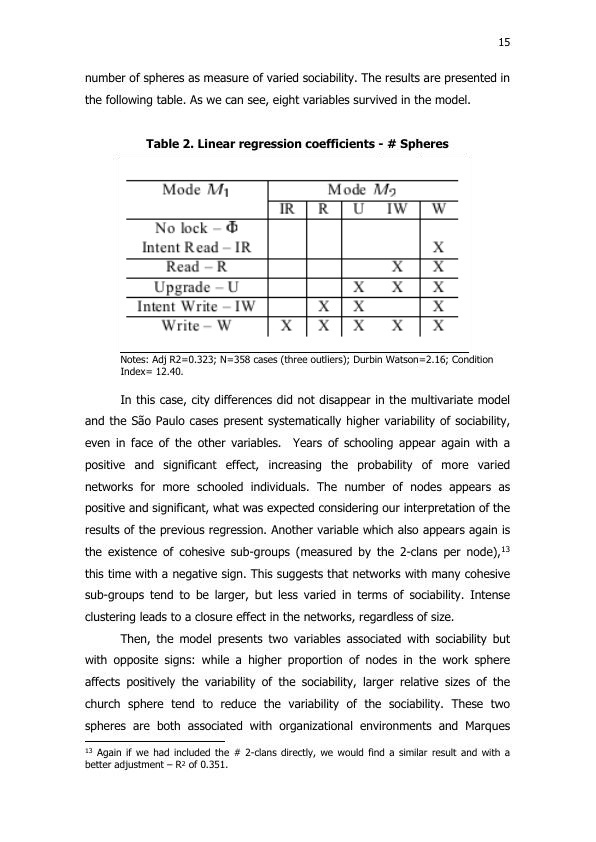 15
number of spheres as measure of varied sociability. The results are presented in
the following table. As we can see, eight variables survived in the model.
Table 2. Linear regression coefficients - # Spheres
Mode M₁ Mode M₂
IR R U IW W
No lock – Φ
Intent Read – IR X
Read – R X X
Upgrade – U X X X
Intent Write – IW X X X
Write – W X X X X X
Notes: Adj R2=0.323; N=358 cases (three outliers); Durbin Watson=2.16; Condition
Index= 12.40.
In this case, city differences did not disappear in the multivariate model
and the São Paulo cases present systematically higher variability of sociability,
even in face of the other variables. Years of schooling appear again with a
positive and significant effect, increasing the probability of more varied
networks for more schooled individuals. The number of nodes appears as
positive and significant, what was expected considering our interpretation of the
results of the previous regression. Another variable which also appears again is
the existence of cohesive sub-groups (measured by the 2-clans per node),¹³
this time with a negative sign. This suggests that networks with many cohesive
sub-groups tend to be larger, but less varied in terms of sociability. Intense
clustering leads to a closure effect in the networks, regardless of size.
Then, the model presents two variables associated with sociability but
with opposite signs: while a higher proportion of nodes in the work sphere
affects positively the variability of the sociability, larger relative sizes of the
church sphere tend to reduce the variability of the sociability. These two
spheres are both associated with organizational environments and Marques
¹³ Again if we had included the # 2-clans directly, we would find a similar result and with a
better adjustment – R² of 0.351.